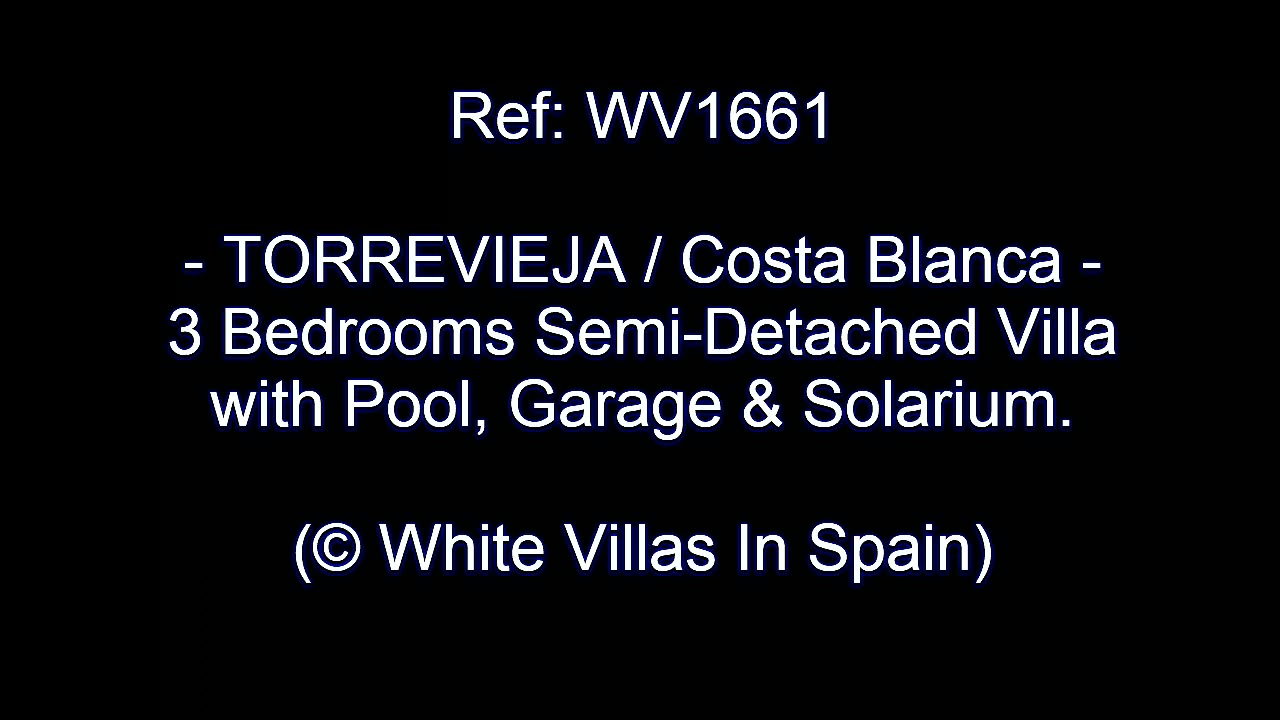 Ref: WV1661
- TORREVIEJA / Costa Blanca -
3 Bedrooms Semi-Detached Villa
with Pool, Garage & Solarium.
(© White Villas In Spain)